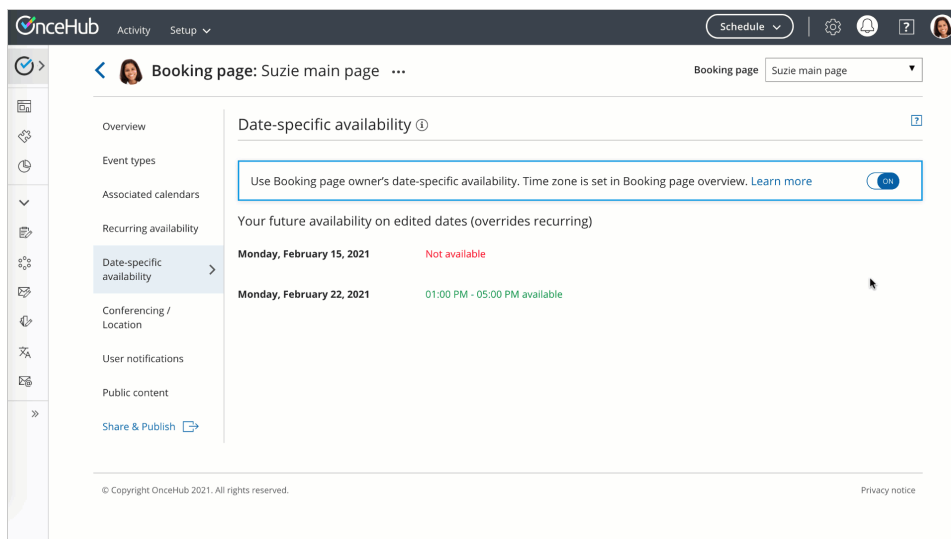 OnceHub Activity Setup Schedule ?
Booking page: Suzie main page ... Booking page Suzie main page
Overview
Event types
Associated calendars
Recurring availability
Date-specific
availability
Conferencing /
Location
User notifications
Public content
Share & Publish
Date-specific availability ?
Use Booking page owner's date-specific availability. Time zone is set in Booking page overview. Learn more ON
Your future availability on edited dates (overrides recurring)
Monday, February 15, 2021 Not available
Monday, February 22, 2021 01:00 PM - 05:00 PM available
© Copyright OnceHub 2021. All rights reserved. Privacy notice